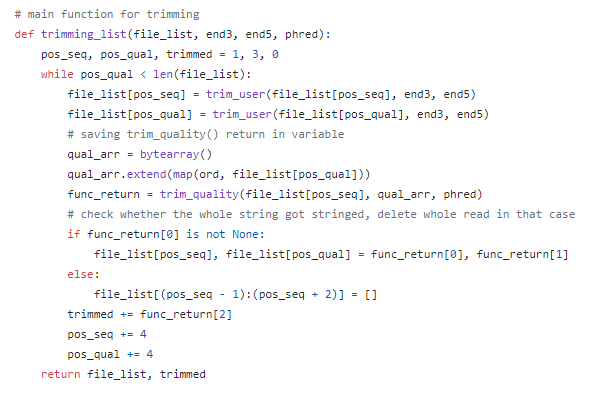 # main function for trimming
def trimming_list(file_list, end3, end5, phred):
    pos_seq, pos_qual, trimmed = 1, 3, 0
    while pos_qual < len(file_list):
        file_list[pos_seq] = trim_user(file_list[pos_seq], end3, end5)
        file_list[pos_qual] = trim_user(file_list[pos_qual], end3, end5)
        # saving trim_quality() return in variable
        qual_arr = bytearray()
        qual_arr.extend(map(ord, file_list[pos_qual]))
        func_return = trim_quality(file_list[pos_seq], qual_arr, phred)
        # check whether the whole string got stringed, delete whole read in that case
        if func_return[0] is not None:
            file_list[pos_seq], file_list[pos_qual] = func_return[0], func_return[1]
        else:
            file_list[(pos_seq - 1):(pos_seq + 2)] = []
        trimmed += func_return[2]
        pos_seq += 4
        pos_qual += 4
    return file_list, trimmed